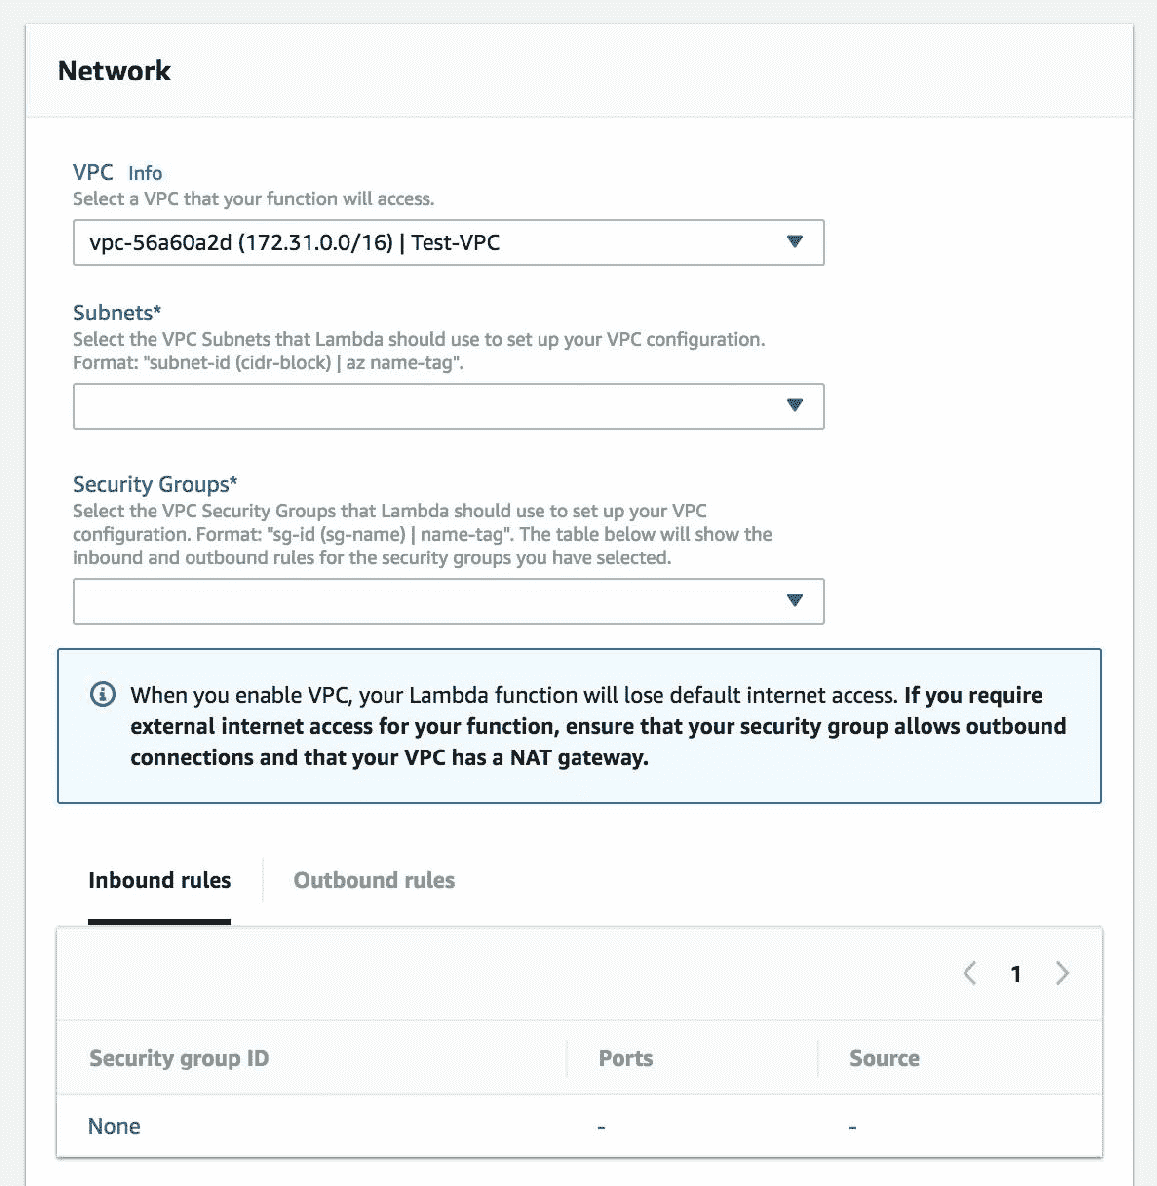 Network
VPC Info
Select a VPC that your function will access.
vpc-56a60a2d (172.31.0.0/16) | Test-VPC
Subnets*
Select the VPC Subnets that Lambda should use to set up your VPC configuration.
Format: "subnet-id (cidr-block) | az name-tag".
Security Groups*
Select the VPC Security Groups that Lambda should use to set up your VPC
configuration. Format: "sg-id (sg-name) | name-tag". The table below will show the
inbound and outbound rules for the security groups you have selected.
When you enable VPC, your Lambda function will lose default internet access. If you require
external internet access for your function, ensure that your security group allows outbound
connections and that your VPC has a NAT gateway.
Inbound rules Outbound rules
1
Security group ID Ports Source
None - -